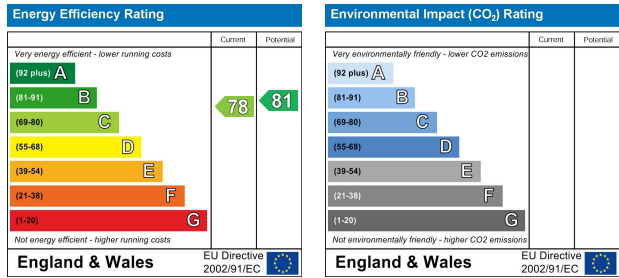 Energy Efficiency Rating
Current Potential
Very energy efficient - lower running costs
(92 plus) A
(81-91) B
(69-80) C
(55-68) D
(39-54) E
(21-38) F
(1-20) G
78
81
Not energy efficient - higher running costs
England & Wales
EU Directive
2002/91/EC
Environmental Impact (CO₂) Rating
Current Potential
Very environmentally friendly - lower CO2 emissions
(92 plus) A
(81-91) B
(69-80) C
(55-68) D
(39-54) E
(21-38) F
(1-20) G
Not environmentally friendly - higher CO2 emissions
England & Wales
EU Directive
2002/91/EC